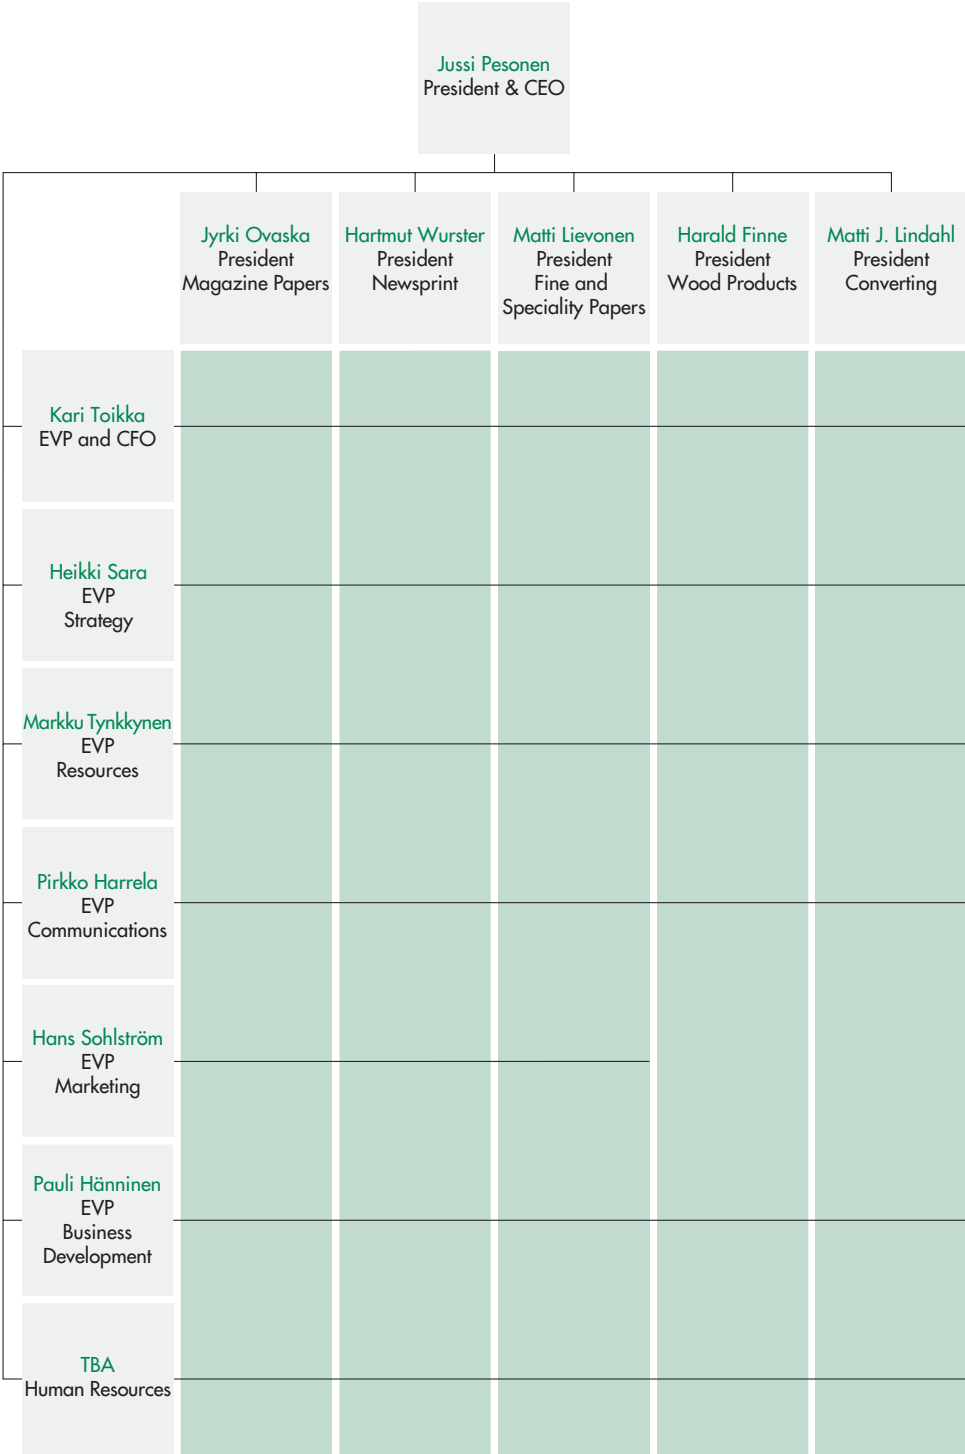 Jussi Pesonen
President & CEO
Jyrki Ovaska
President
Magazine Papers
Hartmut Wurster
President
Newsprint
Matti Lievonen
President
Fine and
Speciality Papers
Harald Finne
President
Wood Products
Matti J. Lindahl
President
Converting
Kari Toikka
EVP and CFO
Heikki Sara
EVP
Strategy
Markku Tynkkynen
EVP
Resources
Pirkko Harrela
EVP
Communications
Hans Sohlström
EVP
Marketing
Pauli Hänninen
EVP
Business
Development
TBA
Human Resources